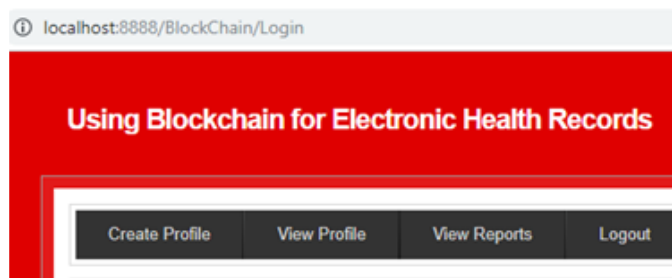 localhost:8888/BlockChain/Login
Using Blockchain for Electronic Health Records
Create Profile View Profile View Reports Logout